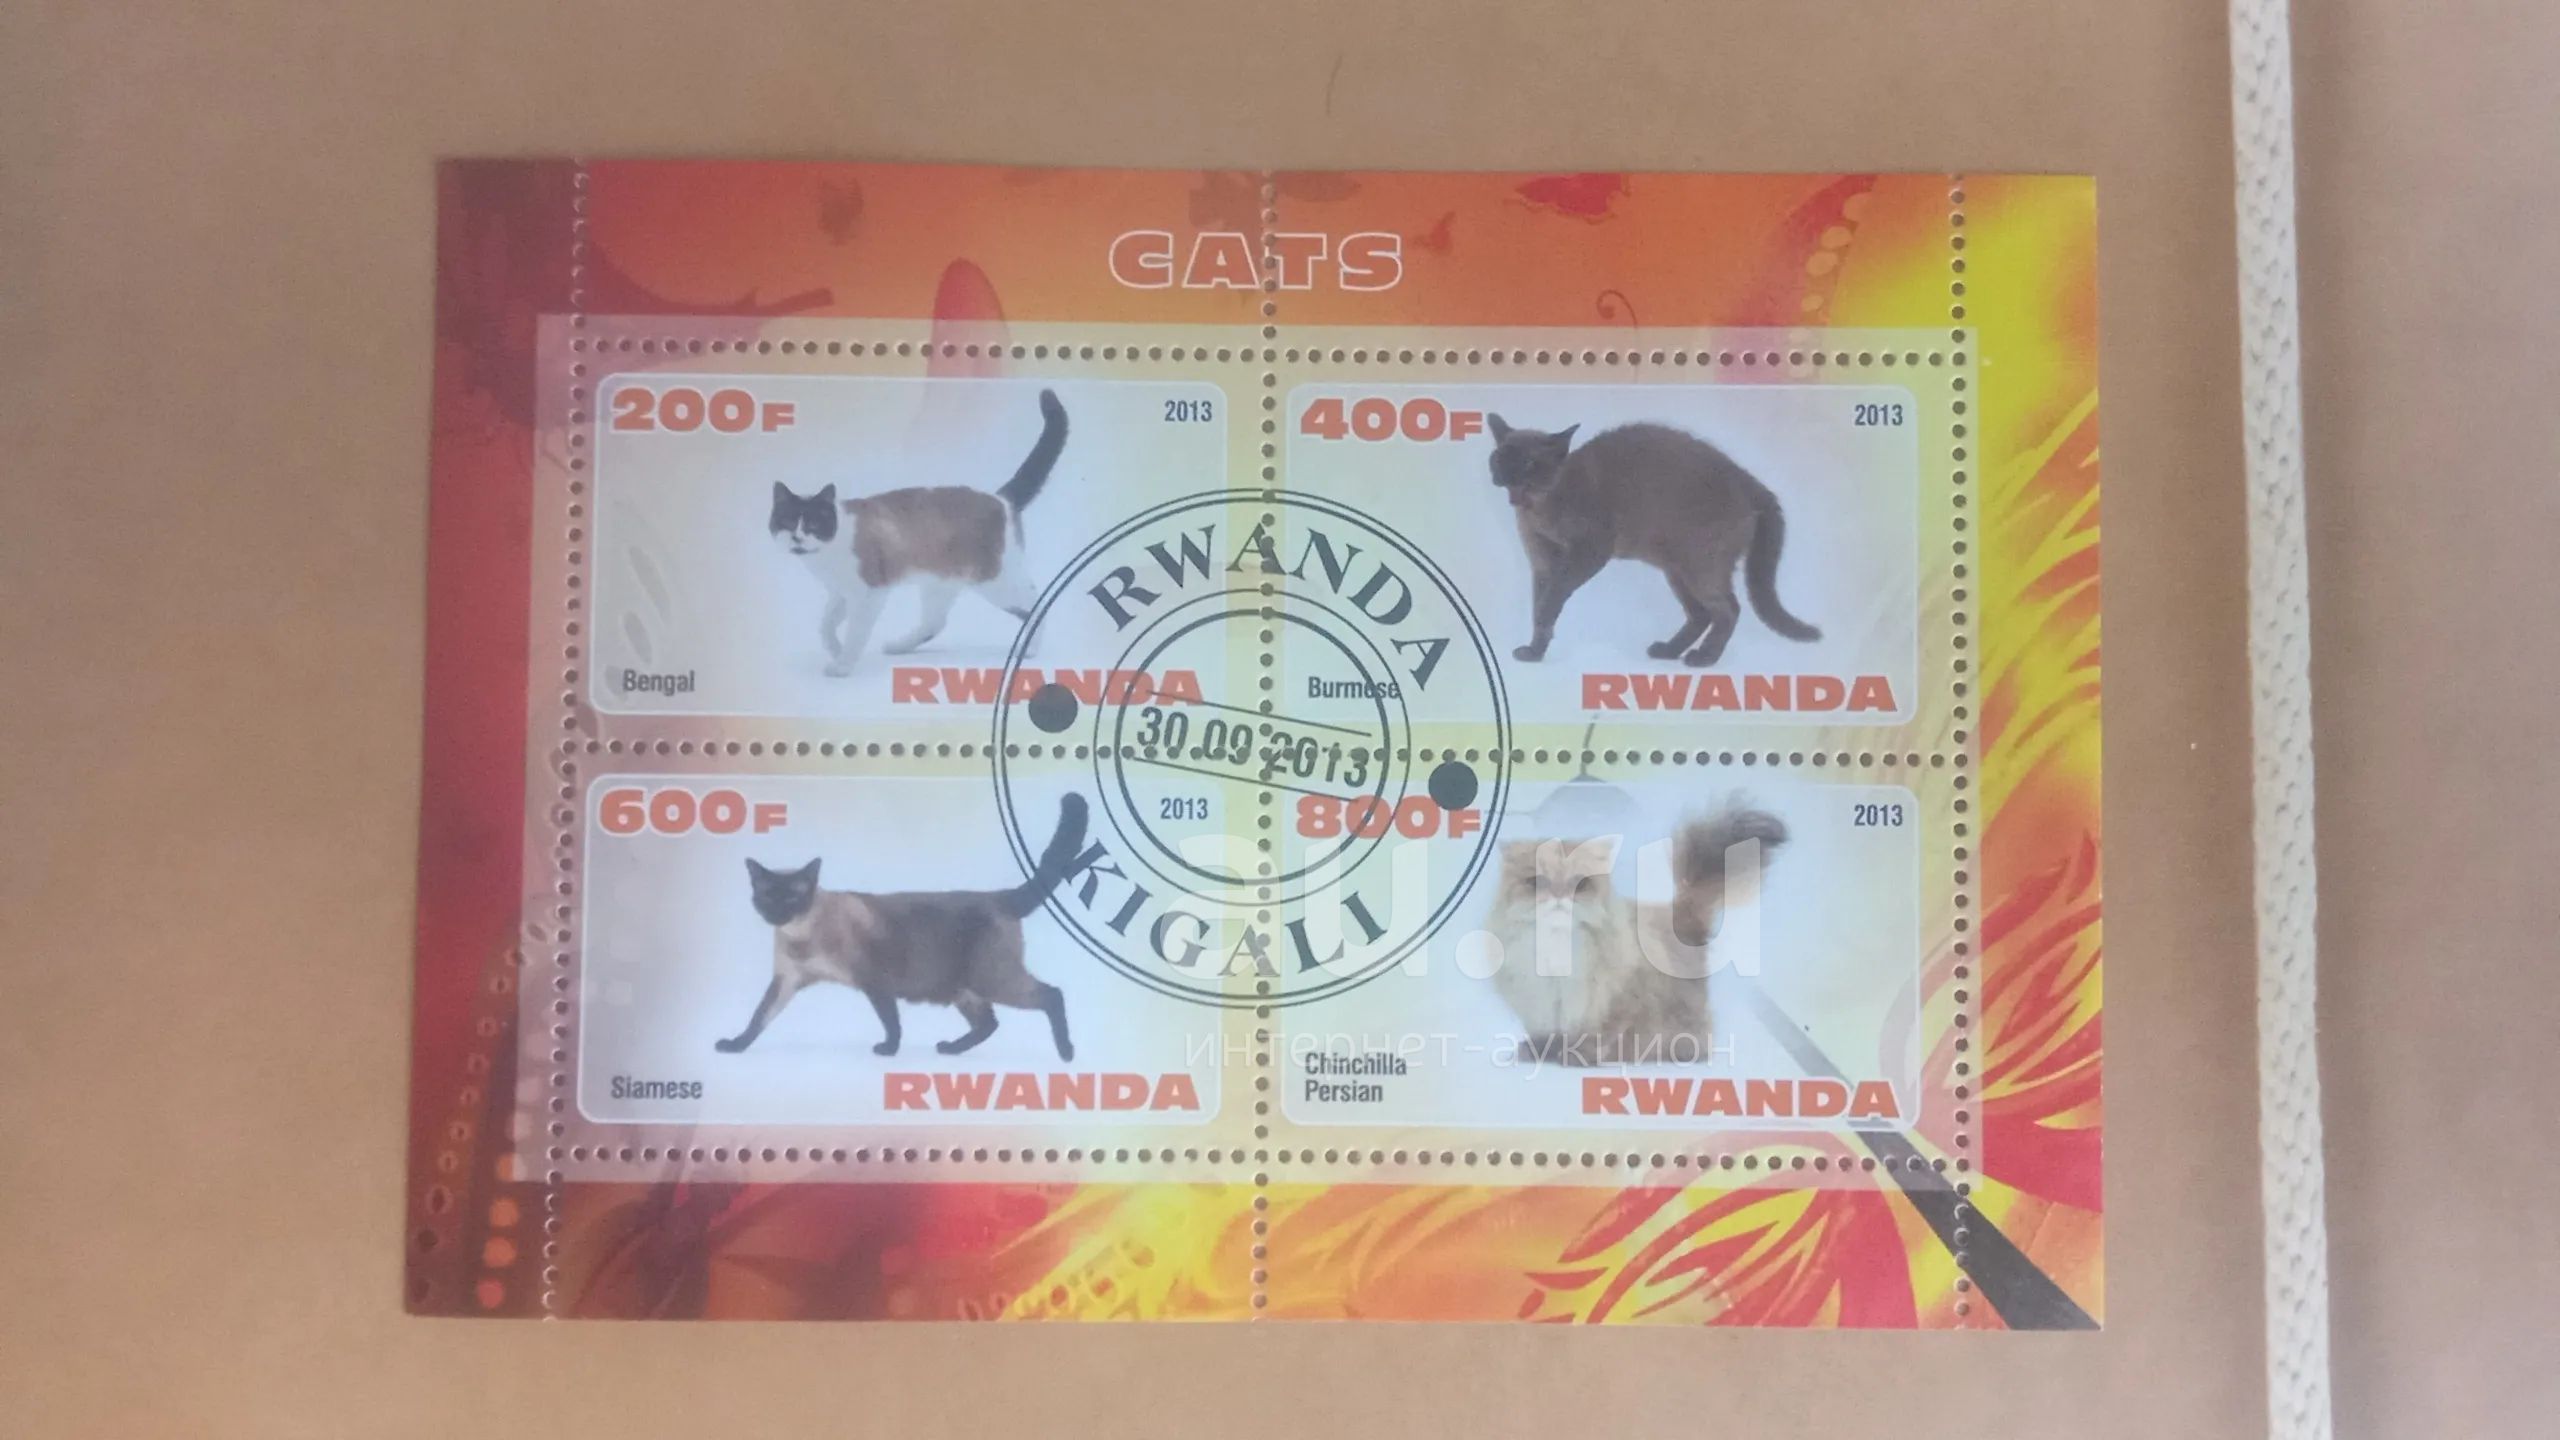 CATS
200F
2013
Bengal
RWANDA
400F
2013
Burmese
RWANDA
RWANDA
30.09.2013
KIGALI
600F
2013
Siamese
RWANDA
800F
2013
Chinchilla
Persian
RWANDA
au.ru
интернет-аукцион